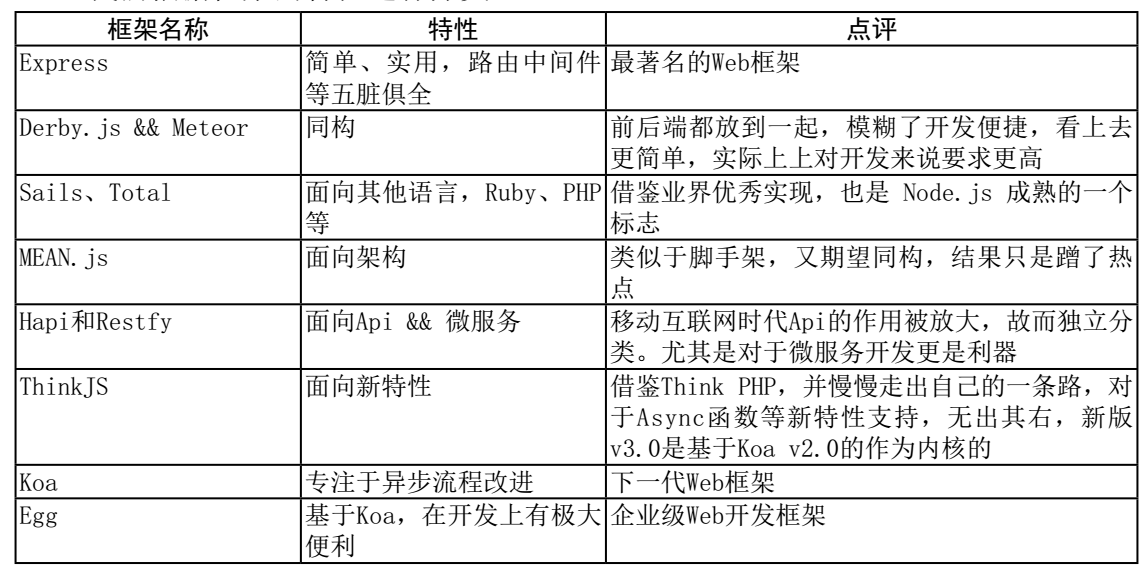 框架名称 特性 点评
Express 简单、实用，路由中间件 最著名的Web框架
等五脏俱全
Derby.js && Meteor 同构 前后端都放到一起，模糊了开发便捷，看上去
更简单，实际上上对开发来说要求更高
Sails、Total 面向其他语言，Ruby、PHP 借鉴业界优秀实现，也是 Node.js 成熟的一个
等 标志
MEAN.js 面向架构 类似于脚手架，又期望同构，结果只是蹭了热
点
Hapi和Restfy 面向Api && 微服务 移动互联网时代Api的作用被放大，故而独立分
类。尤其是对于微服务开发更是利器
ThinkJS 面向新特性 借鉴Think PHP，并慢慢走出自己的一条路，对
于Async函数等新特性支持，无出其右，新版
v3.0是基于Koa v2.0的作为内核的
Koa 专注于异步流程改进 下一代Web框架
Egg 基于Koa，在开发上有极大 企业级Web开发框架
便利